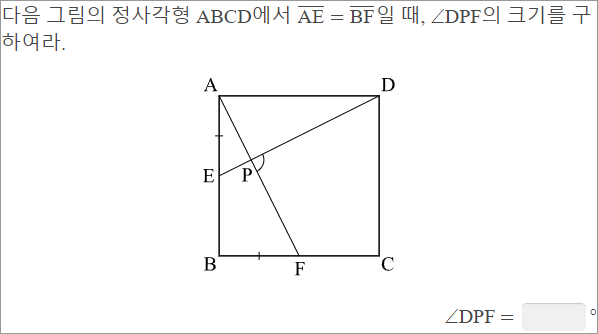 다음 그림의 정사각형 ABCD에서 AE = BF일 때, ∠DPF의 크기를 구
하여라.
A D
E P
B F C
∠DPF = °